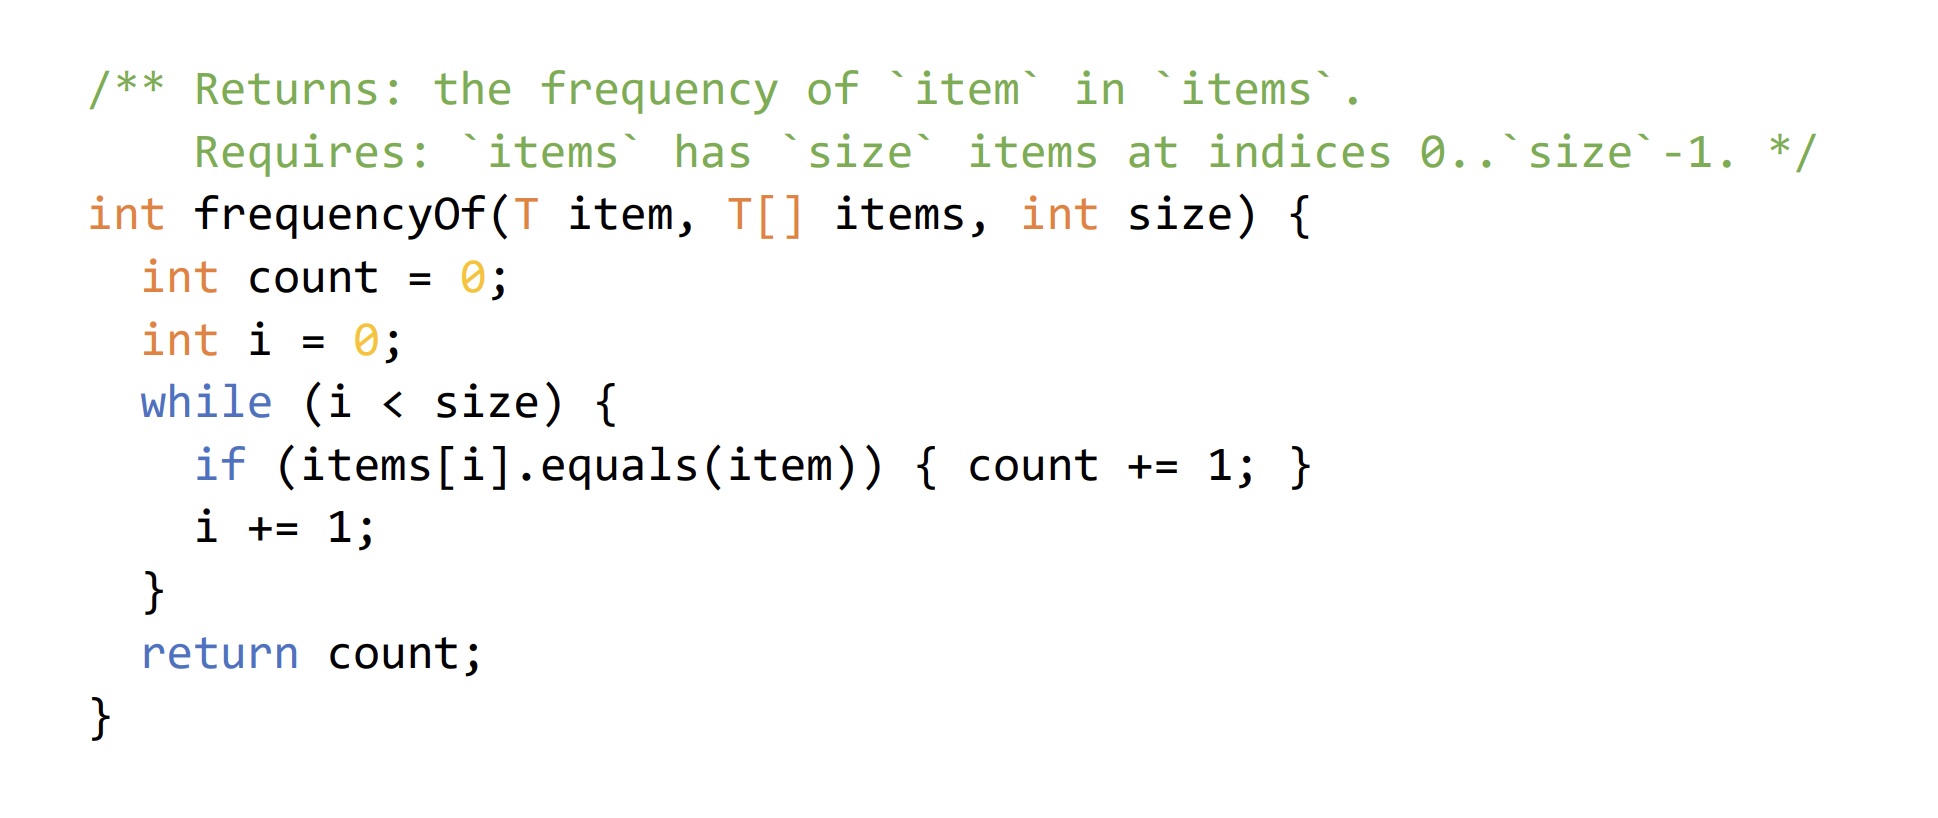 /** Returns: the frequency of `item` in `items`.
    Requires: `items` has `size` items at indices 0..`size`-1. */
int frequencyOf(T item, T[] items, int size) {
  int count = 0;
  int i = 0;
  while (i < size) {
    if (items[i].equals(item)) { count += 1; }
    i += 1;
  }
  return count;
}